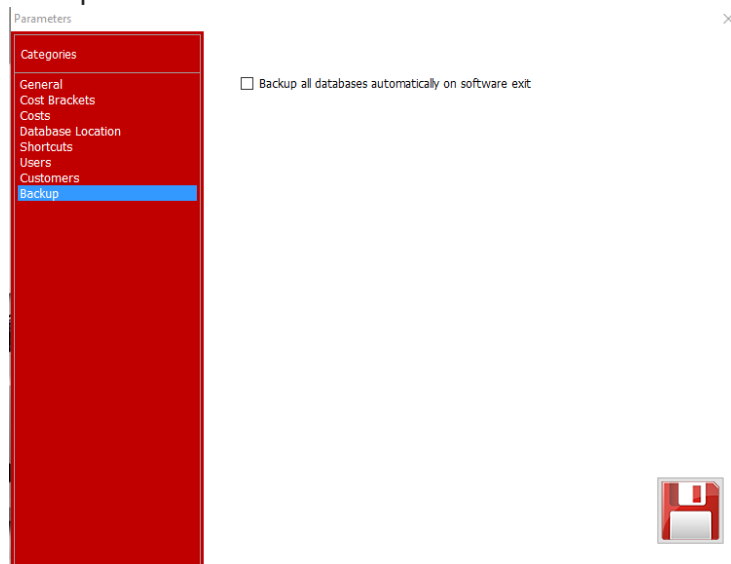 Parameters
Categories
General
Cost Brackets
Costs
Database Location
Shortcuts
Users
Customers
Backup
Backup all databases automatically on software exit